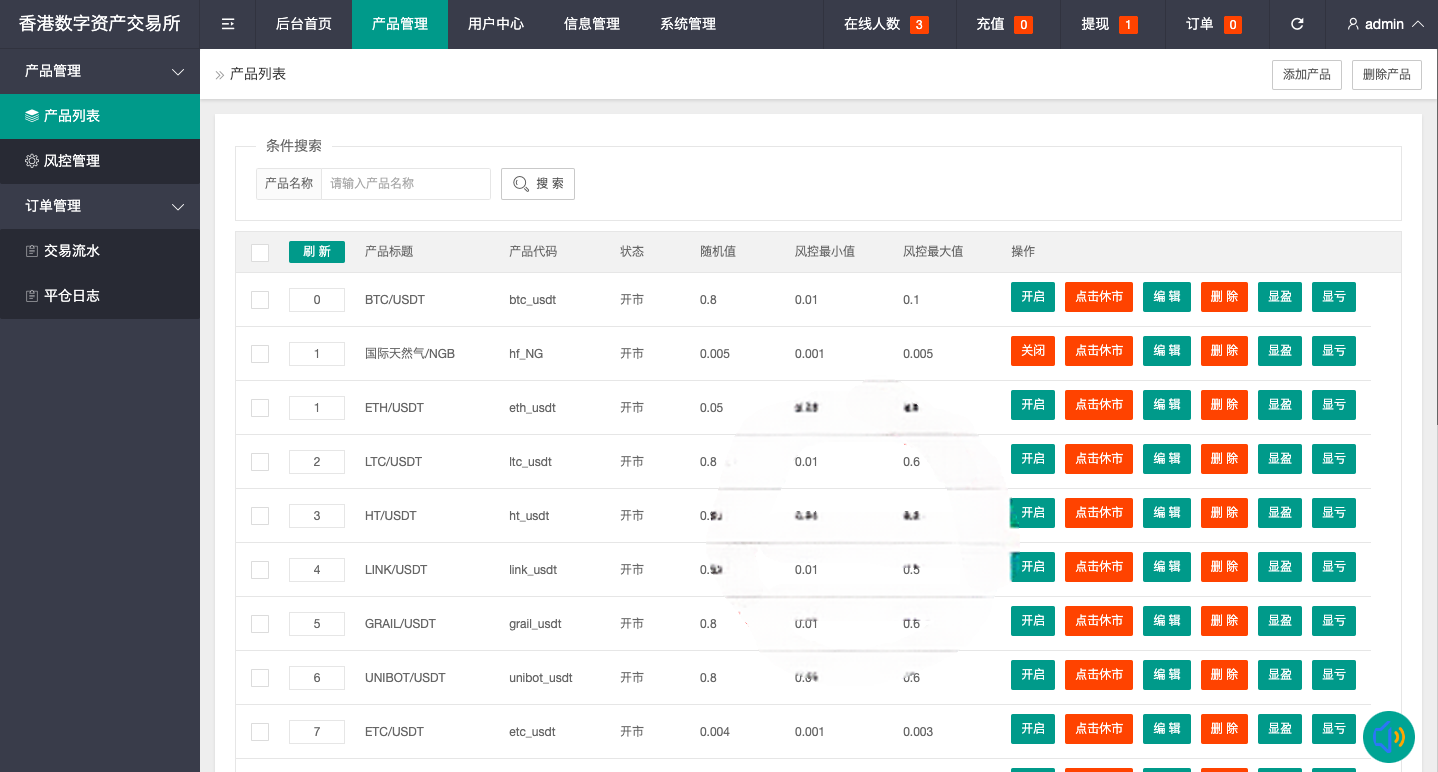 香港数字资产交易所 后台首页 产品管理 用户中心 信息管理 系统管理 在线人数 3 充值 0 提现 1 订单 0 admin
产品管理
产品列表
风控管理
订单管理
交易流水
平仓日志
» 产品列表 添加产品 删除产品
条件搜索
产品名称 请输入产品名称 搜 索
刷 新 产品标题 产品代码 状态 随机值 风控最小值 风控最大值 操作
0 BTC/USDT btc_usdt 开市 0.8 0.01 0.1 开启 点击休市 编 辑 删 除 显盈 显亏
1 国际天然气/NGB hf_NG 开市 0.005 0.001 0.005 关闭 点击休市 编 辑 删 除 显盈 显亏
1 ETH/USDT eth_usdt 开市 0.05 开启 点击休市 编 辑 删 除 显盈 显亏
2 LTC/USDT ltc_usdt 开市 0.8 0.01 0.6 开启 点击休市 编 辑 删 除 显盈 显亏
3 HT/USDT ht_usdt 开市 开启 点击休市 编 辑 删 除 显盈 显亏
4 LINK/USDT link_usdt 开市 0.01 开启 点击休市 编 辑 删 除 显盈 显亏
5 GRAIL/USDT grail_usdt 开市 0.8 0.01 0.6 开启 点击休市 编 辑 删 除 显盈 显亏
6 UNIBOT/USDT unibot_usdt 开市 0.8 0.6 开启 点击休市 编 辑 删 除 显盈 显亏
7 ETC/USDT etc_usdt 开市 0.004 0.001 0.003 开启 点击休市 编 辑 删 除 显盈 显亏